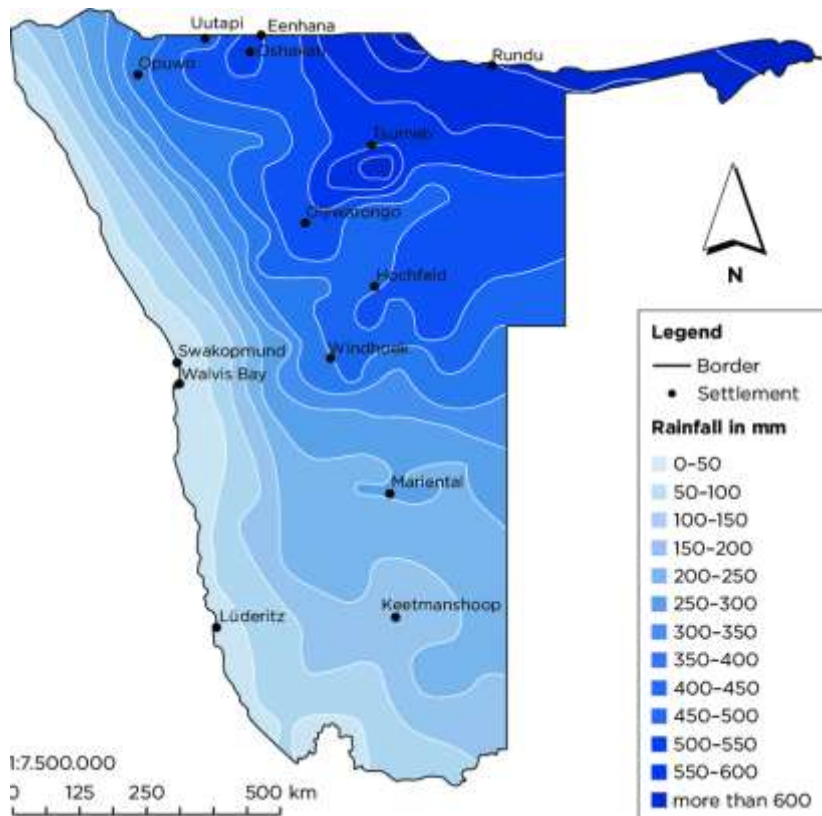 Uutapi
Eenhana
Oshakati
Opuwo
Rundu
Tsumeb
Otjiwarongo
Hochfeld
N
Swakopmund
Walvis Bay
Windhoek
Mariental
Keetmanshoop
Lüderitz
1:7.500.000
0 125 250 500 km
Legend
Border
Settlement
Rainfall in mm
0–50
50–100
100–150
150–200
200–250
250–300
300–350
350–400
400–450
450–500
500–550
550–600
more than 600